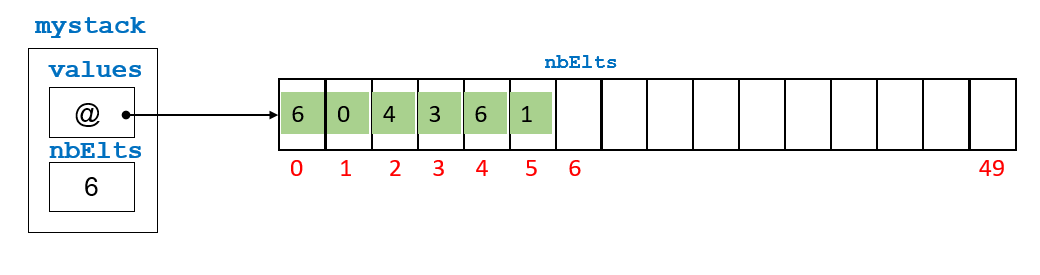 mystack
values
@
nbElts
6
nbElts
6 0 4 3 6 1
0 1 2 3 4 5 6 49